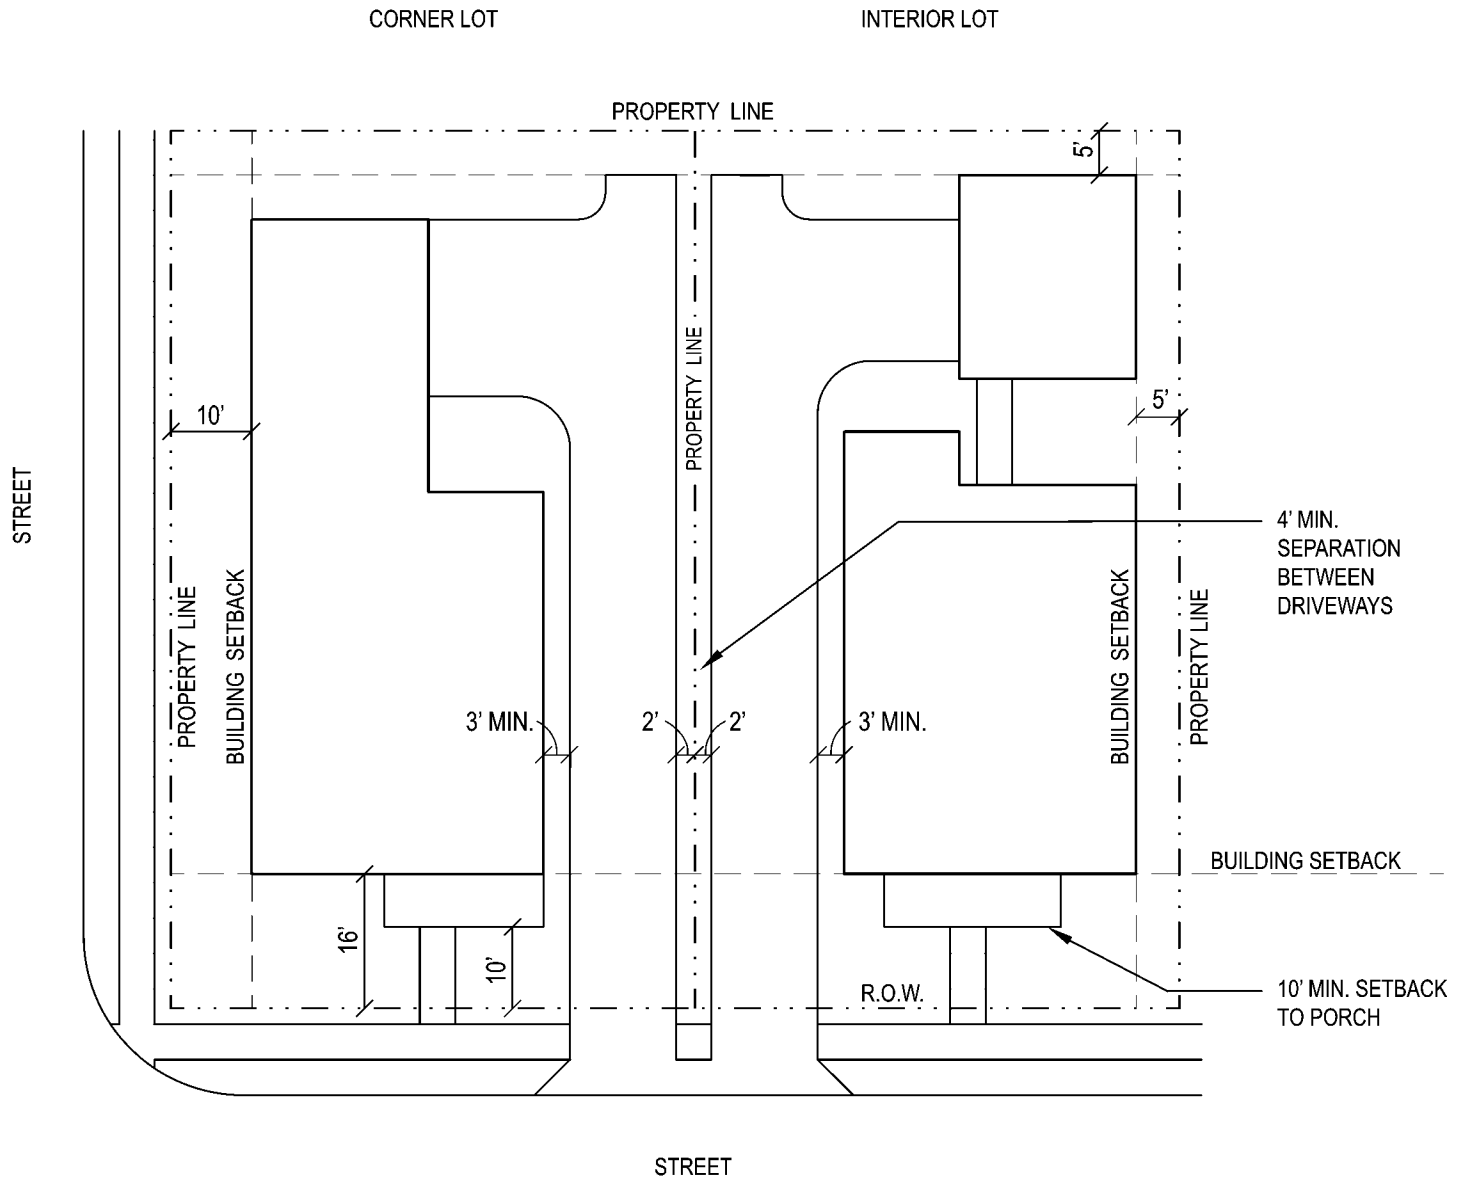 CORNER LOT
INTERIOR LOT
PROPERTY LINE
5'
PROPERTY LINE
10'
5'
STREET
4' MIN.
SEPARATION
BETWEEN
DRIVEWAYS
PROPERTY LINE
BUILDING SETBACK
BUILDING SETBACK
PROPERTY LINE
3' MIN.
2'
2'
3' MIN.
BUILDING SETBACK
16'
10'
R.O.W.
10' MIN. SETBACK
TO PORCH
STREET